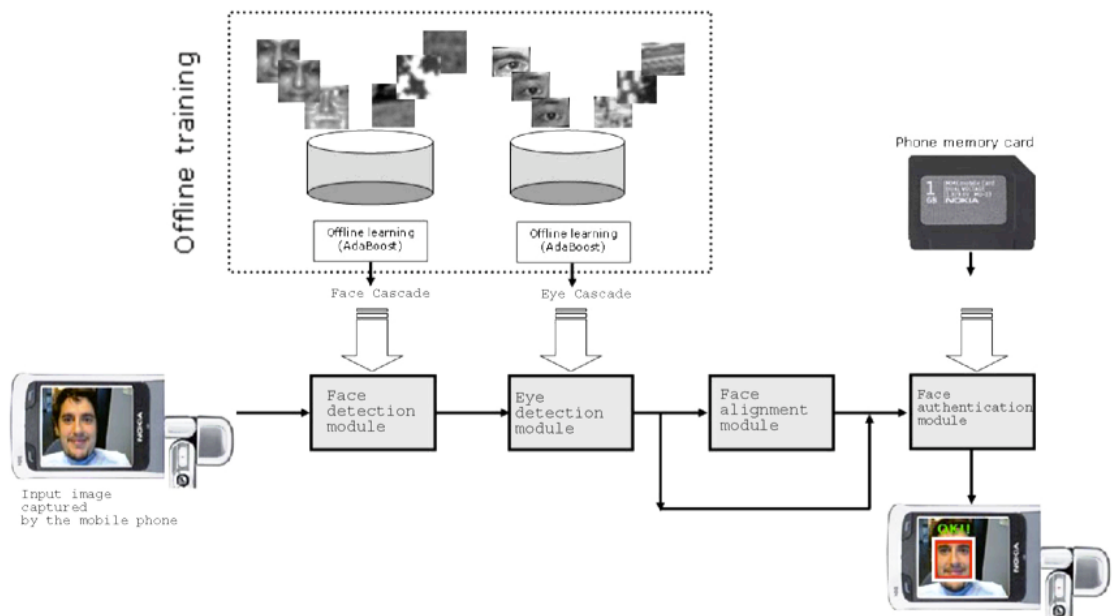 Offline training
Offline learning
(AdaBoost)
Offline learning
(AdaBoost)
Face Cascade
Eye Cascade
Phone memory card
1
GB
NOKIA
Face
detection
module
Eye
detection
module
Face
alignment
module
Face
authentication
module
NOKIA
Input image
captured
by the mobile phone
NOKIA